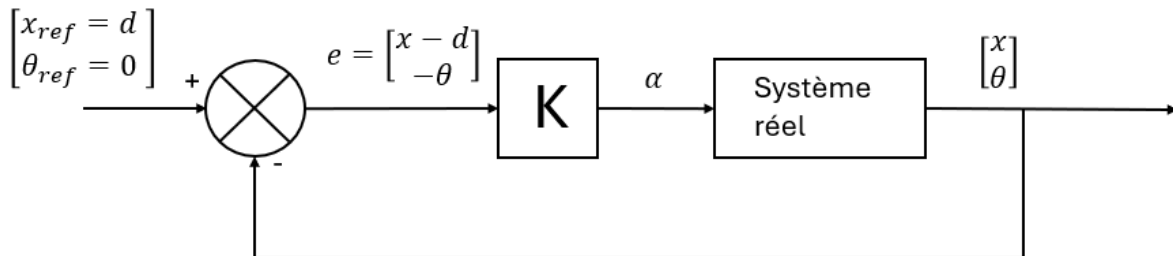 [x_ref = d
θ_ref = 0]
+
e = [x − d
−θ]
K
α
Système
réel
[x
θ]
-